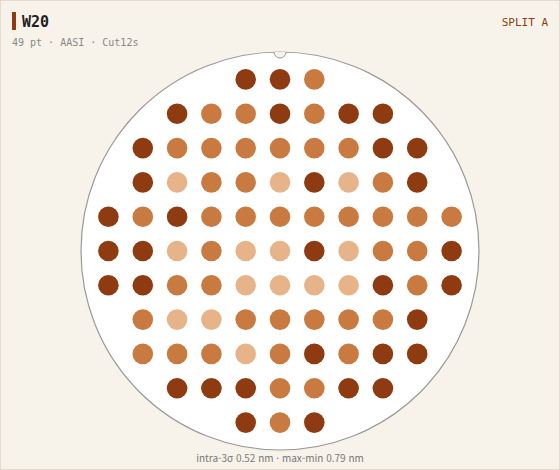 W20
SPLIT A
49 pt · AASI · Cut12s
intra-3σ 0.52 nm · max-min 0.79 nm